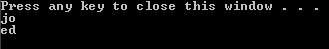 Press any key to close this window . . .
jo
ed